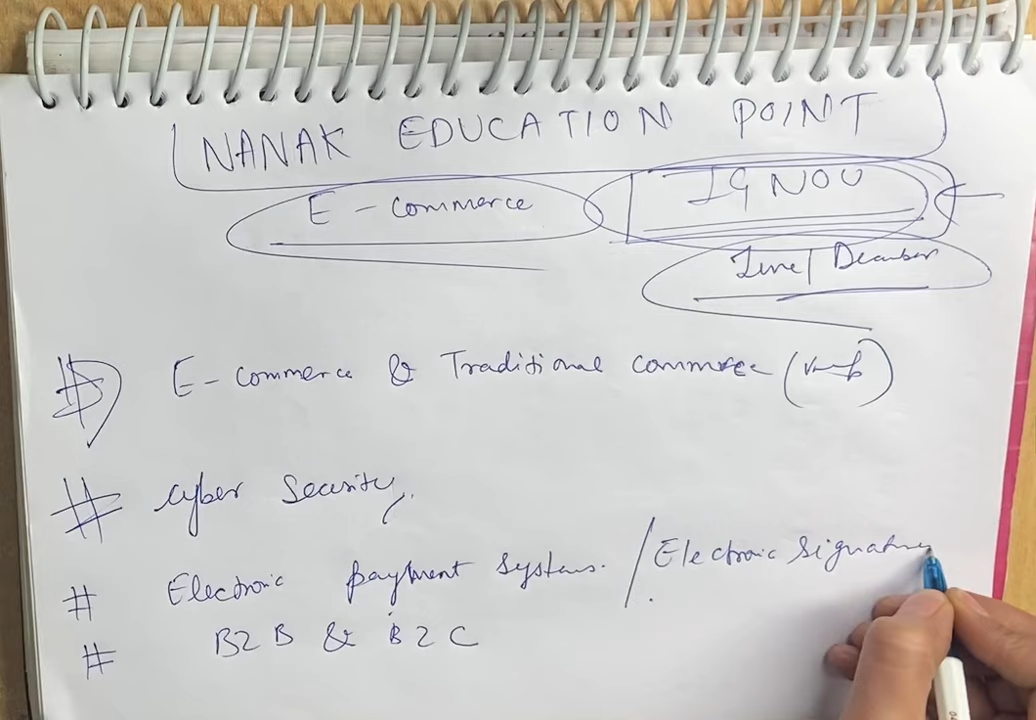 NANAK EDUCATION POINT
E - Commerce IGNOU
June/ December
# E - Commerce & Traditional Commerce
# Cyber Security,
# Electronic payment systems. / Electronic Signature
# B2B & B2C